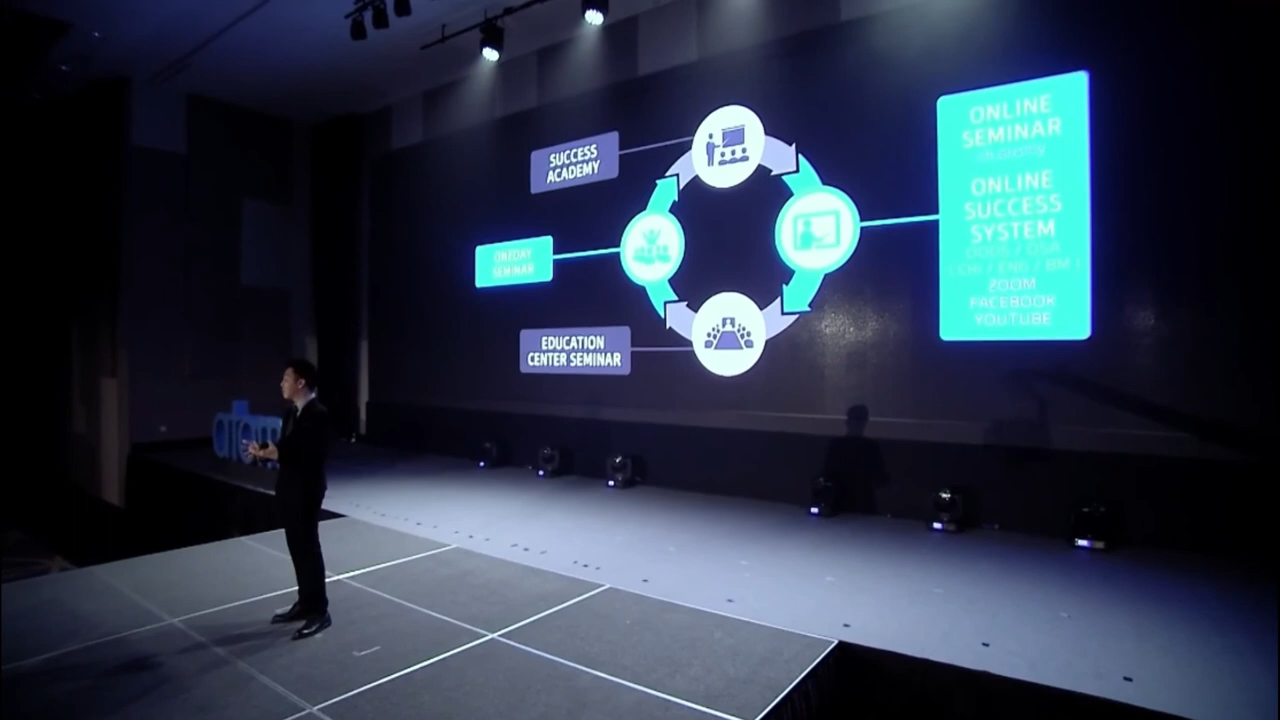 SUCCESS
ACADEMY
ONEDAY
SEMINAR
EDUCATION
CENTER SEMINAR
ONLINE
SEMINAR
ONLINE
SUCCESS
SYSTEM
ZOOM
FACEBOOK
YOUTUBE